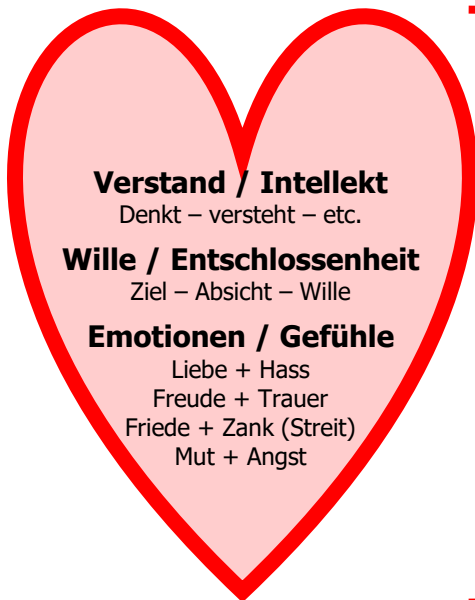 Verstand / Intellekt
Denkt – versteht – etc.
Wille / Entschlossenheit
Ziel – Absicht – Wille
Emotionen / Gefühle
Liebe + Hass
Freude + Trauer
Friede + Zank (Streit)
Mut + Angst